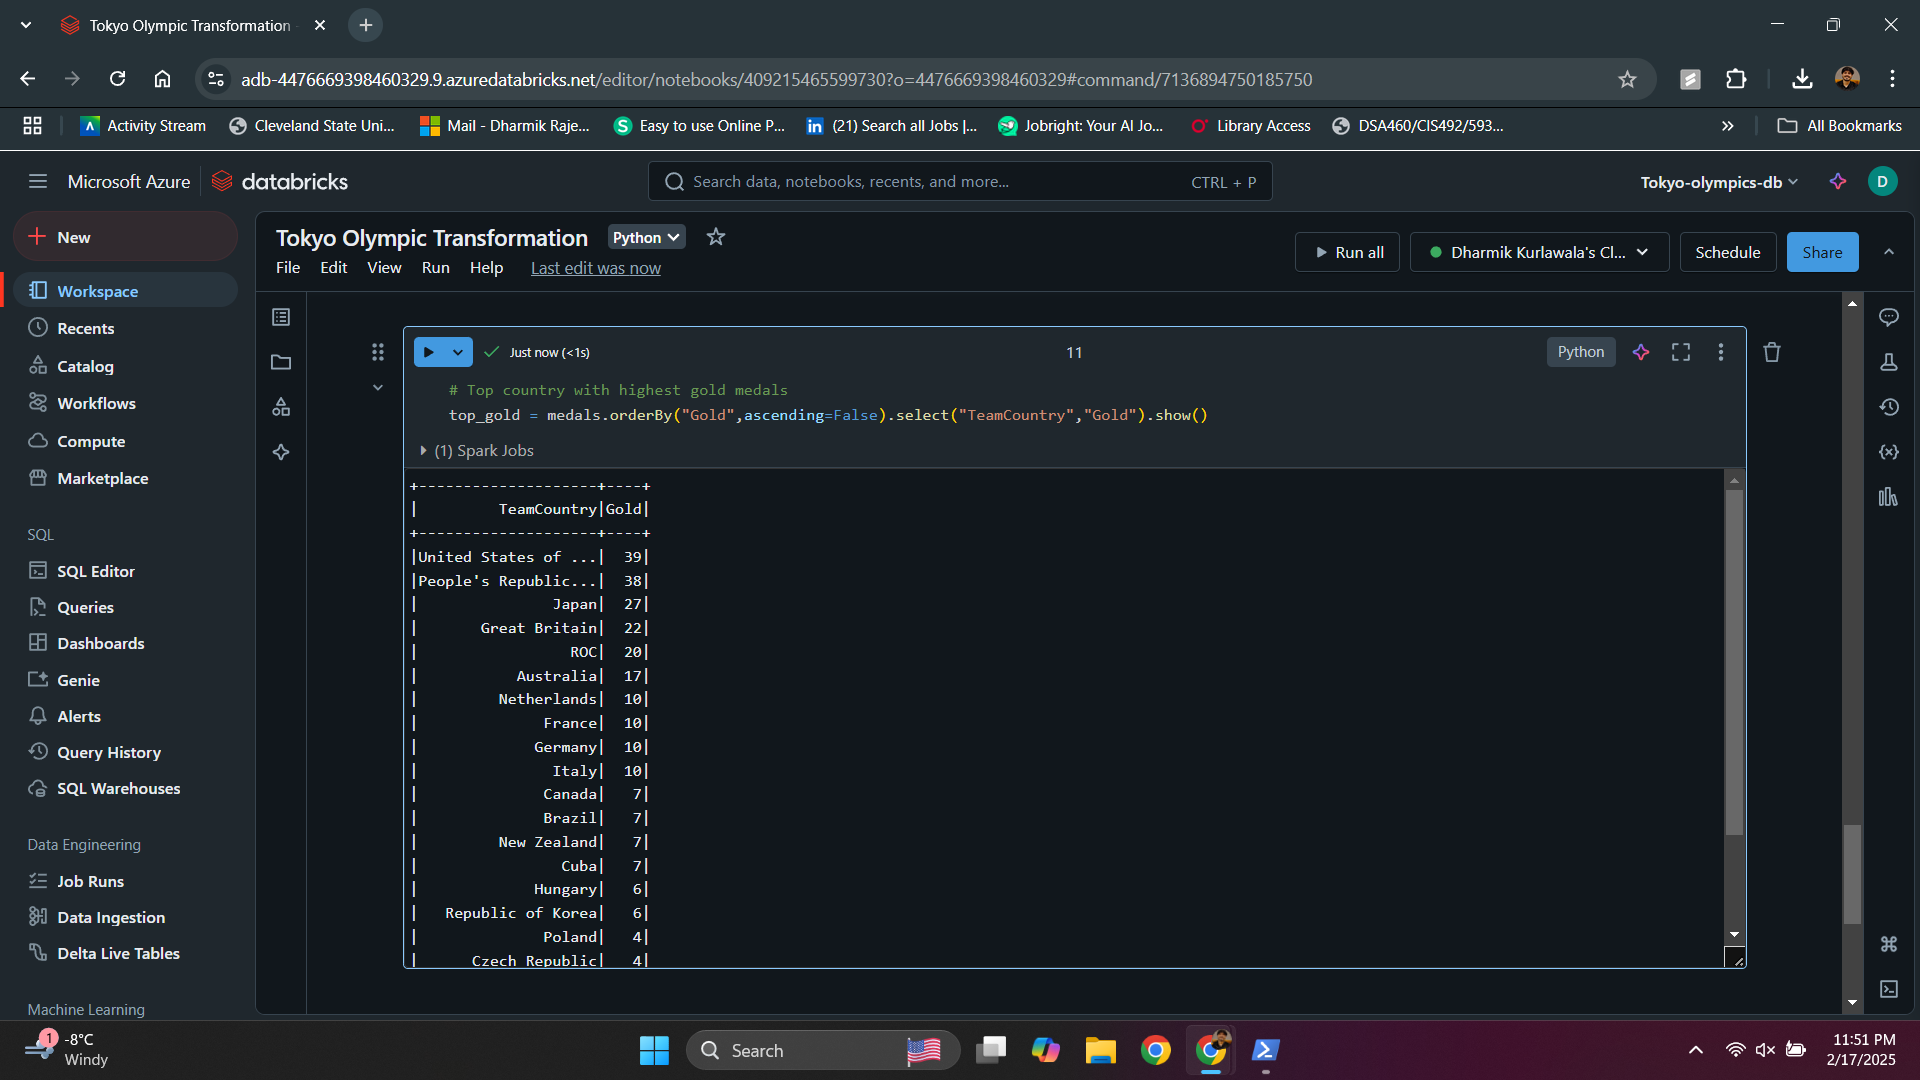 Tokyo Olympic Transformation
adb-4476669398460329.9.azuredatabricks.net/editor/notebooks/409215465599730?o=4476669398460329#command/7136894750185750
Activity Stream
Cleveland State Uni...
Mail - Dharmik Raje...
Easy to use Online P...
in (21) Search all Jobs |...
Jobright: Your AI Jo...
Library Access
DSA460/CIS492/593...
All Bookmarks
Microsoft Azure
databricks
Search data, notebooks, recents, and more...
CTRL + P
Tokyo-olympics-db
D
New
Workspace
Recents
Catalog
Workflows
Compute
Marketplace
SQL
SQL Editor
Queries
Dashboards
Genie
Alerts
Query History
SQL Warehouses
Data Engineering
Job Runs
Data Ingestion
Delta Live Tables
Machine Learning
Tokyo Olympic Transformation
Python
File Edit View Run Help Last edit was now
Run all
Dharmik Kurlawala's Cl...
Schedule
Share
Just now (<1s)
11
Python
# Top country with highest gold medals
top_gold = medals.orderBy("Gold",ascending=False).select("TeamCountry","Gold").show()
(1) Spark Jobs
+--------------------+----+
|         TeamCountry|Gold|
+--------------------+----+
|United States of ...|  39|
|People's Republic...|  38|
|               Japan|  27|
|       Great Britain|  22|
|                 ROC|  20|
|           Australia|  17|
|         Netherlands|  10|
|              France|  10|
|             Germany|  10|
|               Italy|  10|
|              Canada|   7|
|              Brazil|   7|
|         New Zealand|   7|
|                Cuba|   7|
|             Hungary|   6|
|   Republic of Korea|   6|
|              Poland|   4|
|      Czech Republic|   4|
1
-8°C
Windy
Search
11:51 PM
2/17/2025